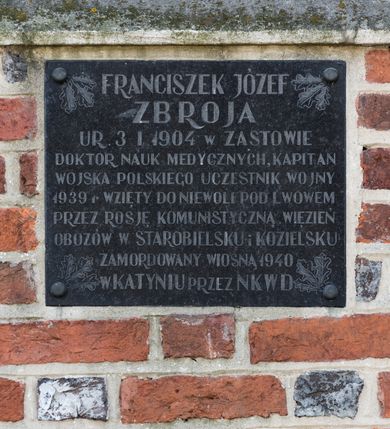 FRANCISZEK JÓZEF
ZBROJA
UR. 3 I 1904 W ZASTOWIE
DOKTÓR NAUK MEDYCZNYCH, KAPITAN
WOJSKA POLSKIEGO UCZESTNIK WOJNY
1939 r WZIĘTY DO NIEWOLI POD LWOWEM
PRZEZ ROSJĘ KOMUNISTYCZNĄ, WIĘZIEŃ
OBOZÓW W STAROBIELSKU i KOZIELSKU
ZAMORDOWANY WIOSNĄ 1940
W KATYNIU PRZEZ NKWD